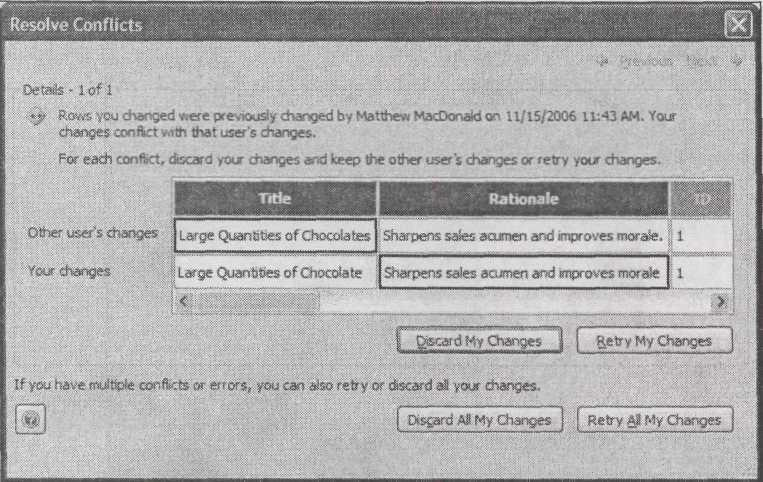 Resolve Conflicts
Previous Next
Details - 1 of 1
Rows you changed were previously changed by Matthew MacDonald on 11/15/2006 11:43 AM. Your
changes conflict with that user's changes.
For each conflict, discard your changes and keep the other user's changes or retry your changes.
Title Rationale ID
Other user's changes Large Quantities of Chocolates Sharpens sales acumen and improves morale. 1
Your changes Large Quantities of Chocolate Sharpens sales acumen and improves morale 1
Discard My Changes Retry My Changes
If you have multiple conflicts or errors, you can also retry or discard all your changes.
Discard All My Changes Retry All My Changes